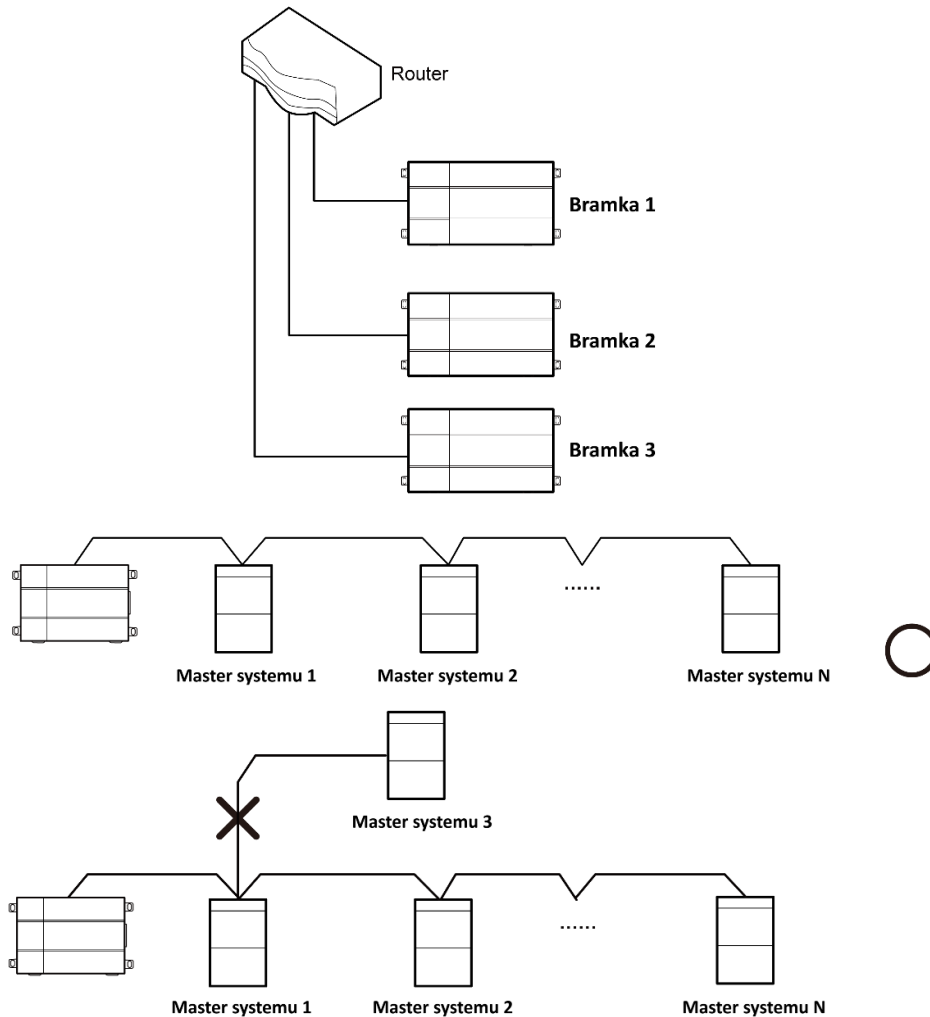 Router
Bramka 1
Bramka 2
Bramka 3
......
Master systemu 1
Master systemu 2
Master systemu N
Master systemu 3
......
Master systemu 1
Master systemu 2
Master systemu N